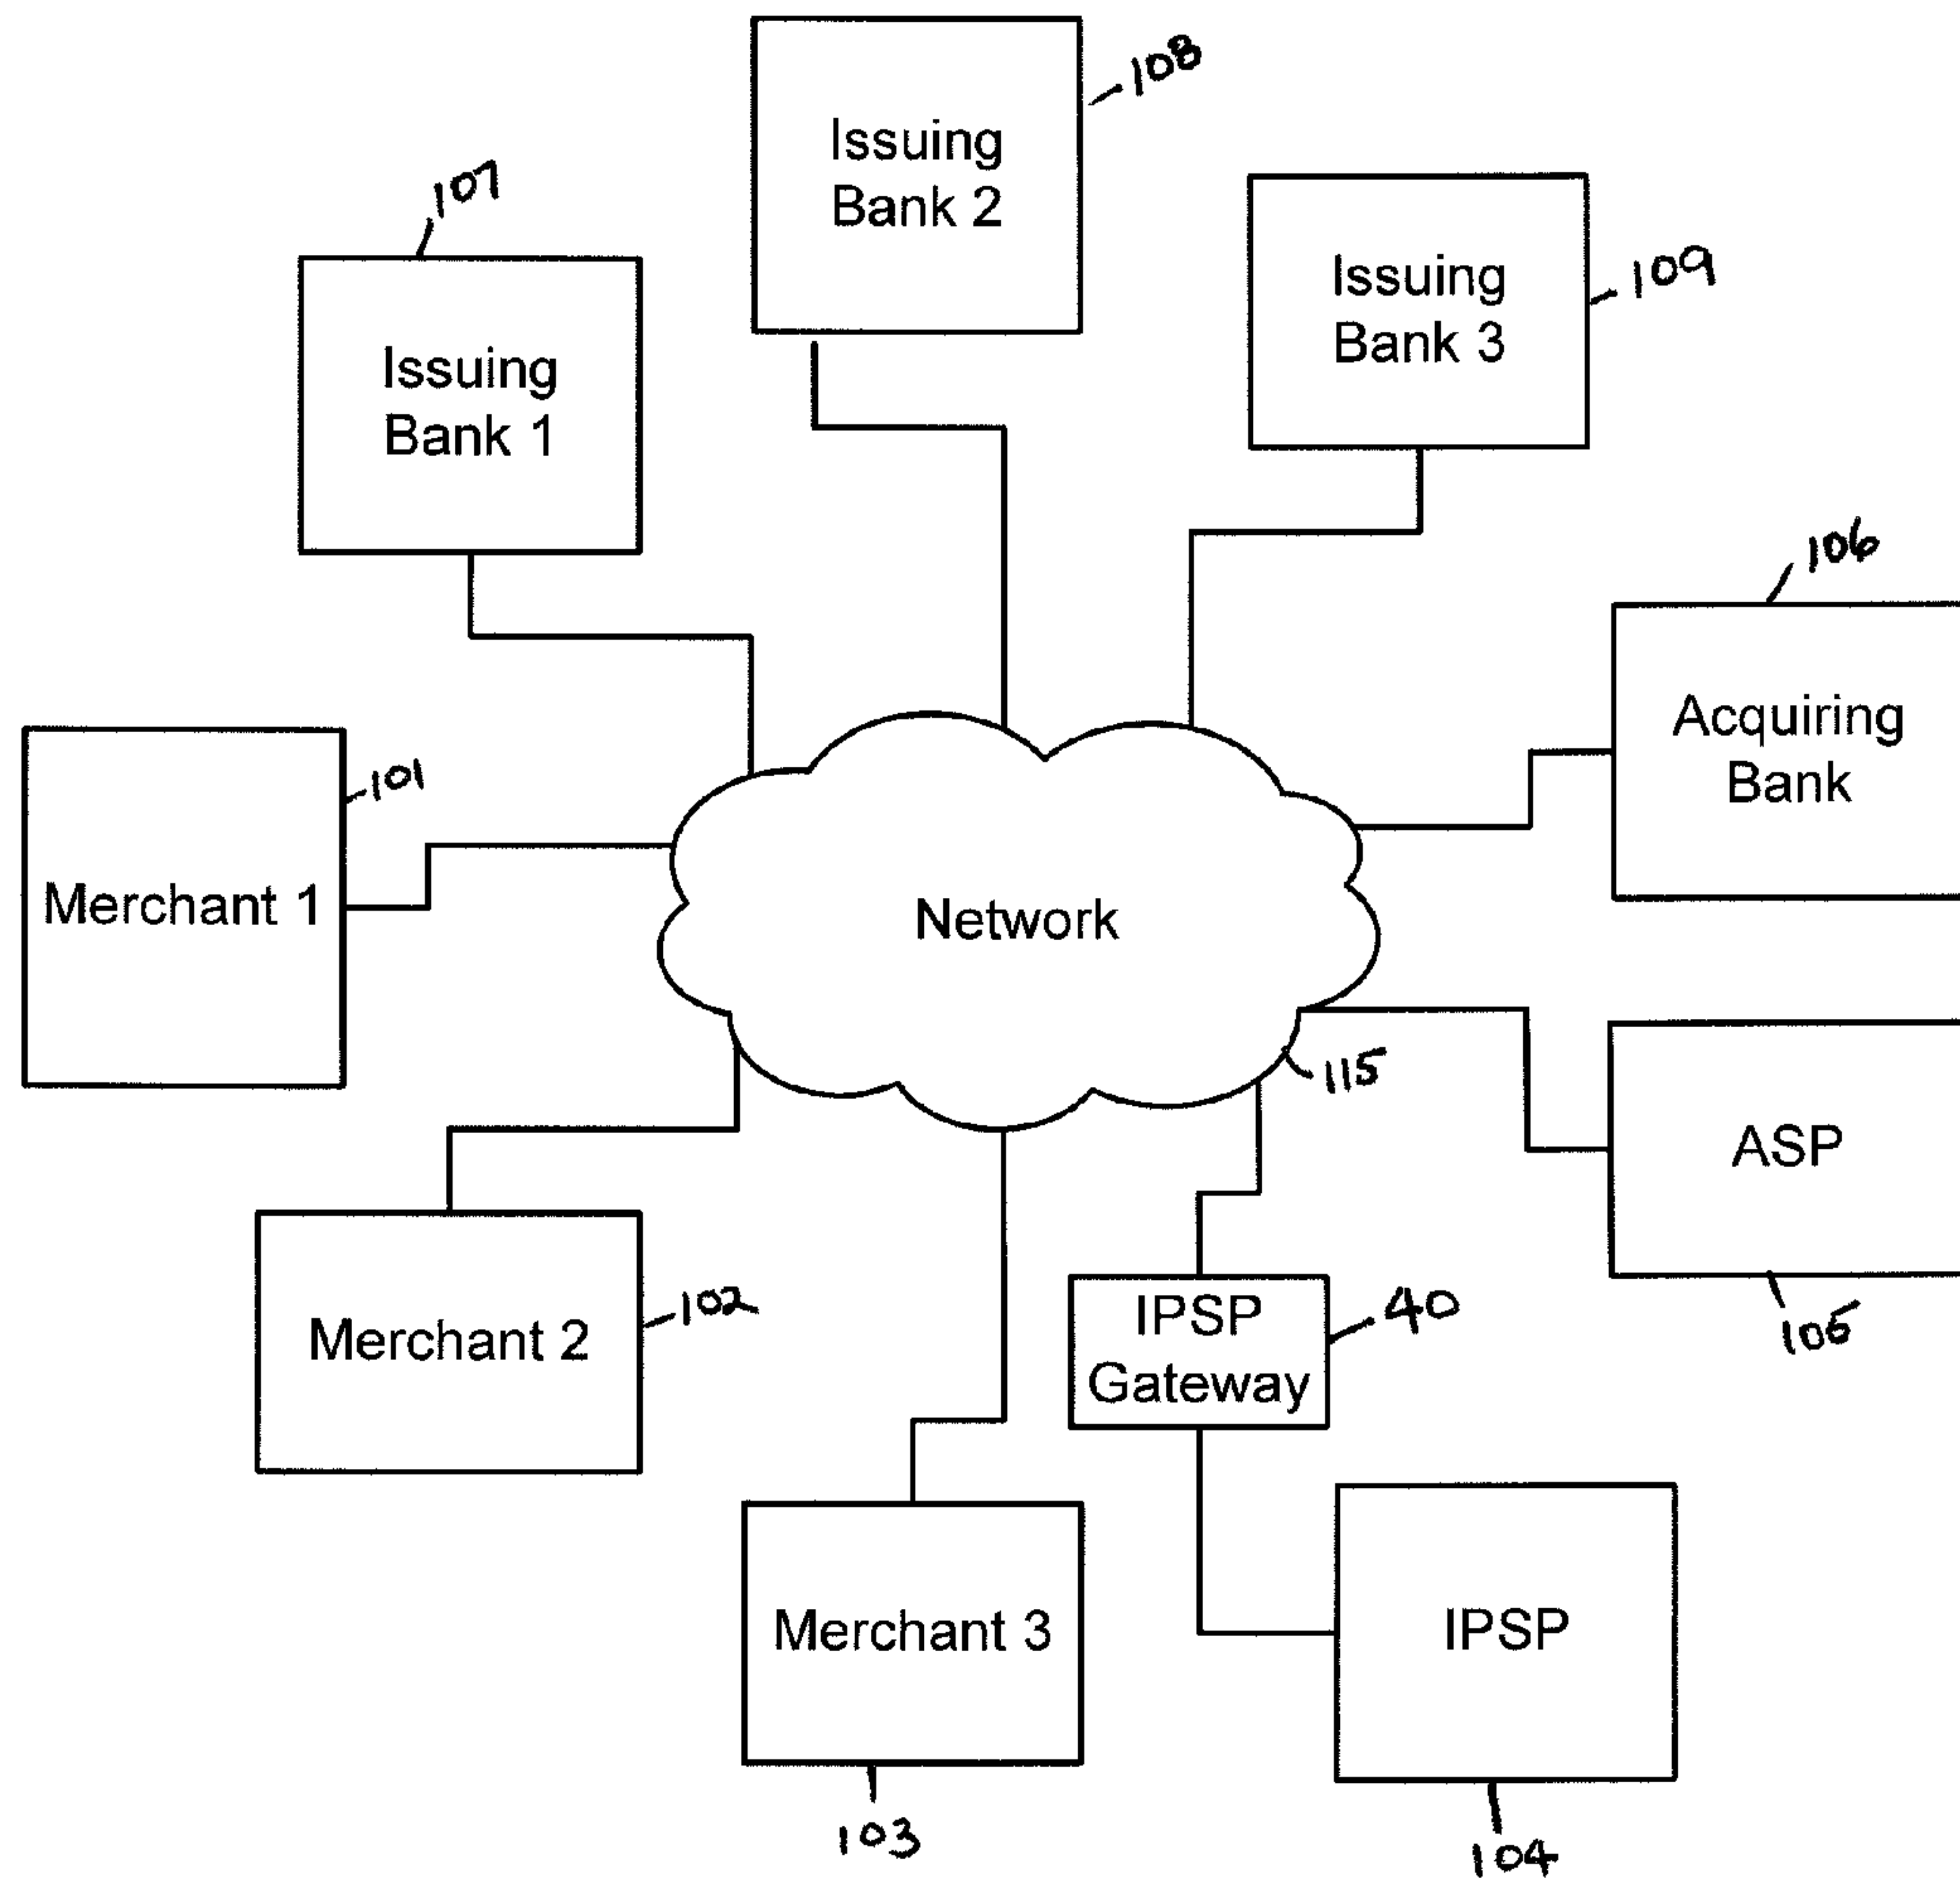 108
Issuing
Bank 2
107
Issuing
Bank 3
109
Issuing
Bank 1
106
Acquiring
Bank
101
Merchant 1
Network
115
ASP
105
Merchant 2
102
IPSP
Gateway
40
Merchant 3
IPSP
103
104